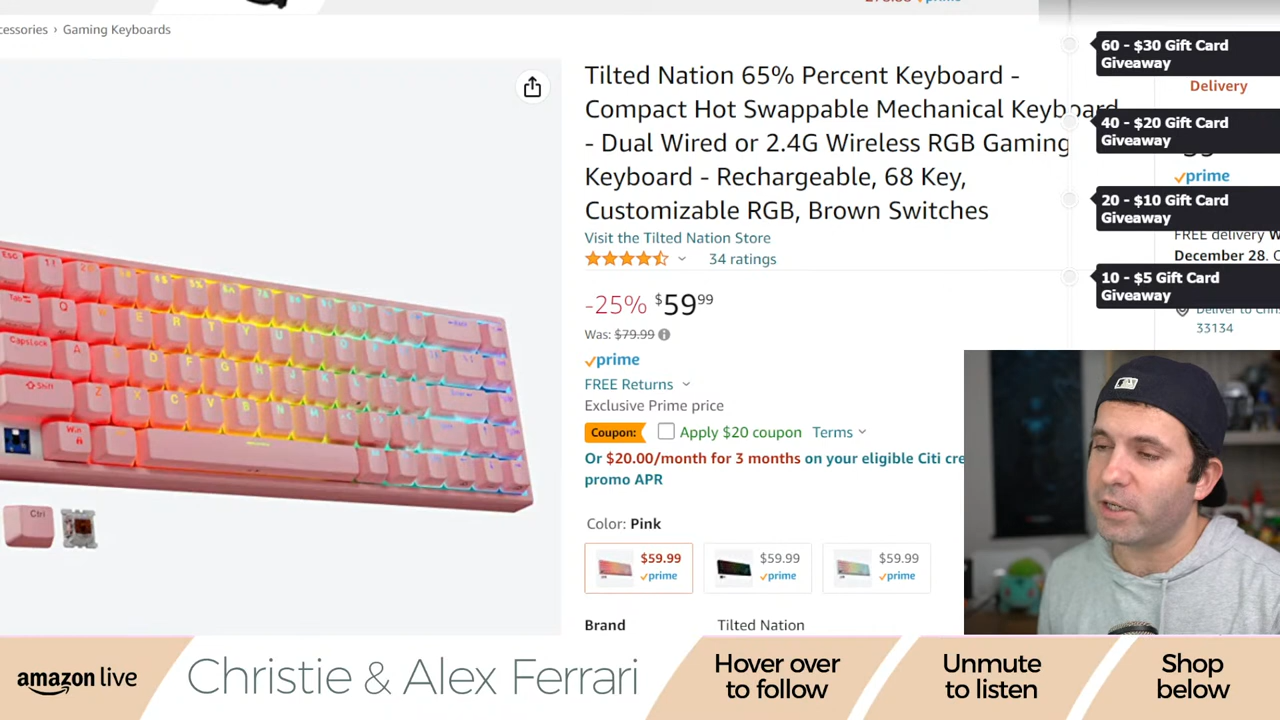 cessories › Gaming Keyboards
Tilted Nation 65% Percent Keyboard -
Compact Hot Swappable Mechanical Keyboard
- Dual Wired or 2.4G Wireless RGB Gaming
Keyboard - Rechargeable, 68 Key,
Customizable RGB, Brown Switches
Visit the Tilted Nation Store
34 ratings
-25% $59 99
Was: $79.99
prime
FREE Returns
Exclusive Prime price
Coupon: Apply $20 coupon Terms
Or $20.00/month for 3 months on your eligible Citi cre
promo APR
Color: Pink
$59.99
prime
$59.99
prime
$59.99
prime
Brand Tilted Nation
60 - $30 Gift Card
Giveaway
Delivery
40 - $20 Gift Card
Giveaway
prime
20 - $10 Gift Card
Giveaway
FREE delivery W
December 28. O
10 - $5 Gift Card
Giveaway
Deliver to Chris
33134
amazon live
Christie & Alex Ferrari
Hover over
to follow
Unmute
to listen
Shop
below